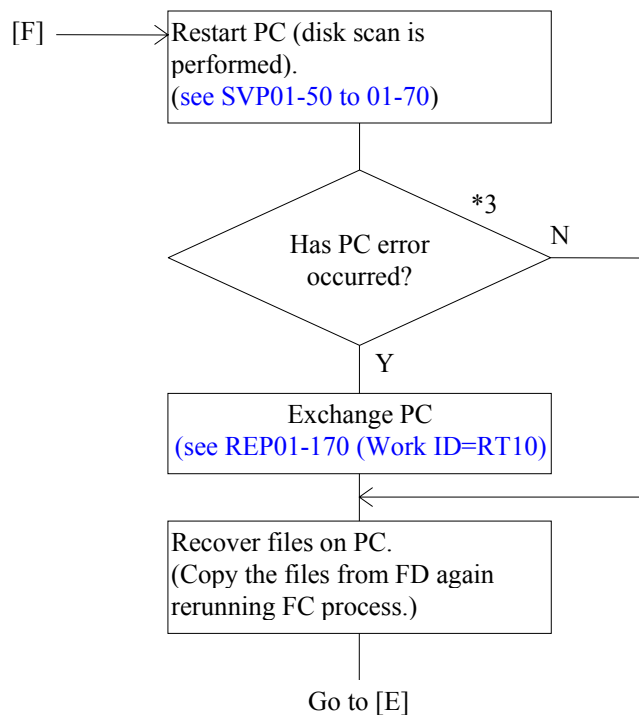 [F]
Restart PC (disk scan is
performed).
(see SVP01-50 to 01-70)
*3
Has PC error
occurred?
N
Y
Exchange PC
(see REP01-170 (Work ID=RT10)
Recover files on PC.
(Copy the files from FD again
rerunning FC process.)
Go to [E]